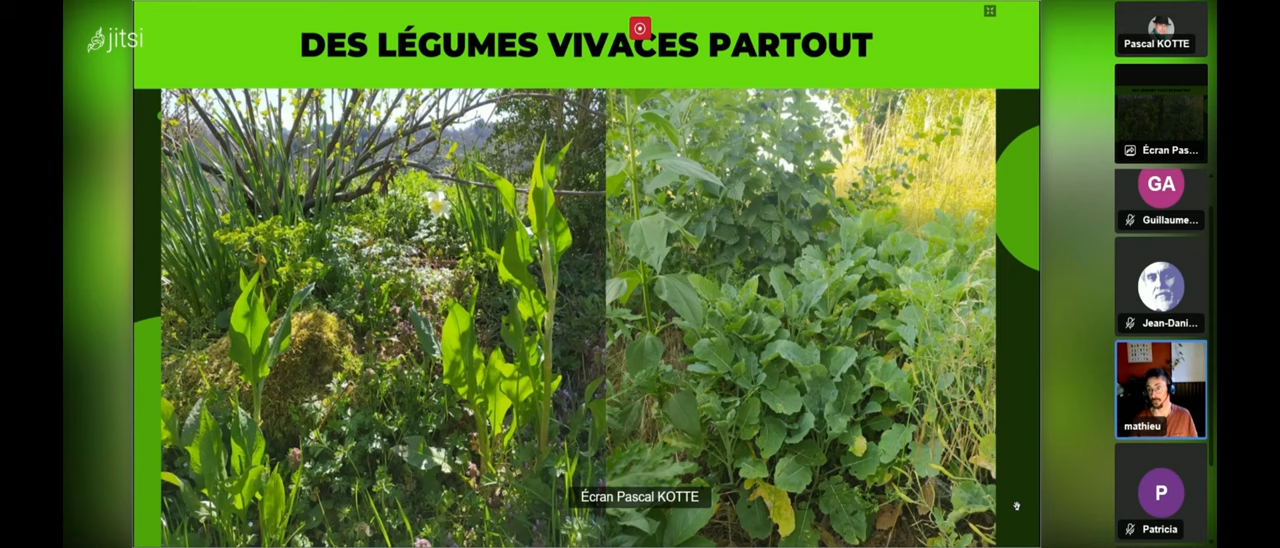 jitsi
DES LÉGUMES VIVACES PARTOUT
Écran Pascal KOTTE
Pascal KOTTE
Écran Pas...
GA
Guillaume...
Jean-Dani...
mathieu
P
Patricia